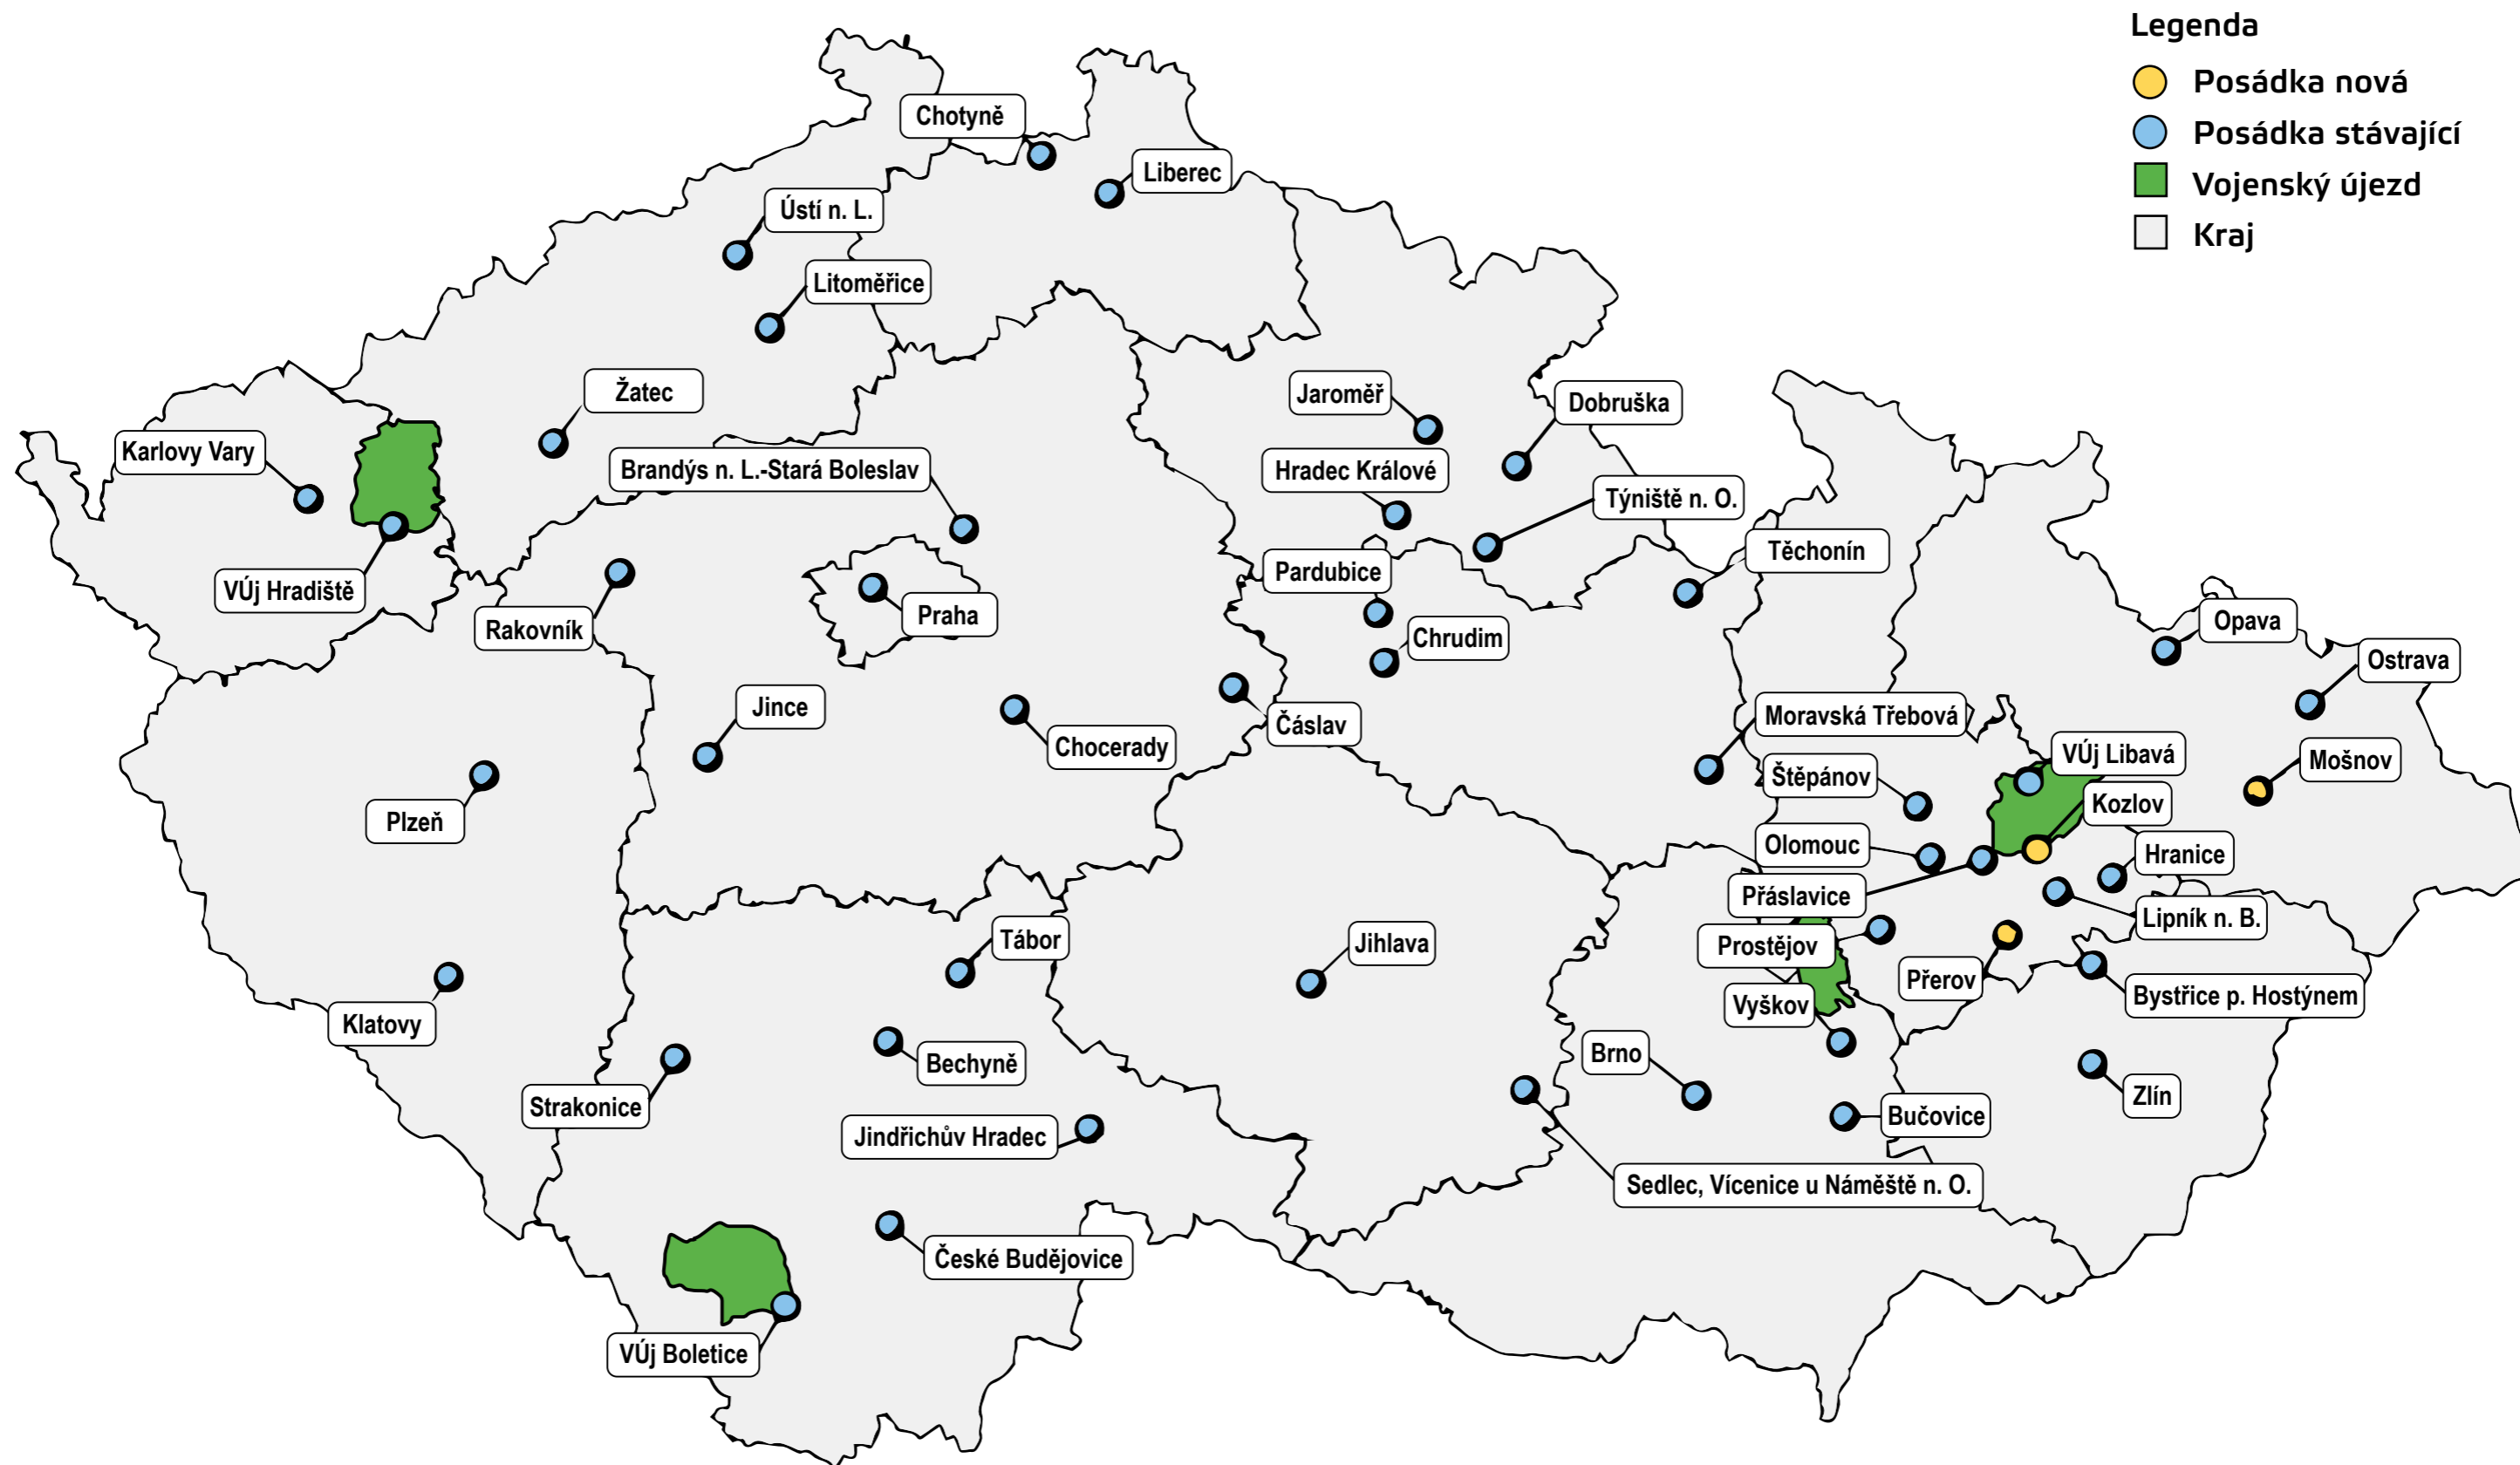 Legenda
Posádka nová
Posádka stávající
Vojenský újezd
Kraj
Chotyně
Liberec
Ústí n. L.
Litoměřice
Žatec
Jaroměř
Dobruška
Karlovy Vary
Brandýs n. L.-Stará Boleslav
Hradec Králové
Týniště n. O.
Těchonín
Pardubice
VÚj Hradiště
Praha
Opava
Rakovník
Chrudim
Ostrava
Jince
Moravská Třebová
Čáslav
Chocerady
VÚj Libavá
Mošnov
Štěpánov
Kozlov
Plzeň
Olomouc
Hranice
Přáslavice
Lipník n. B.
Tábor
Jihlava
Prostějov
Přerov
Bystřice p. Hostýnem
Vyškov
Klatovy
Brno
Bechyně
Zlín
Strakonice
Bučovice
Jindřichův Hradec
Sedlec, Vícenice u Náměště n. O.
České Budějovice
VÚj Boletice